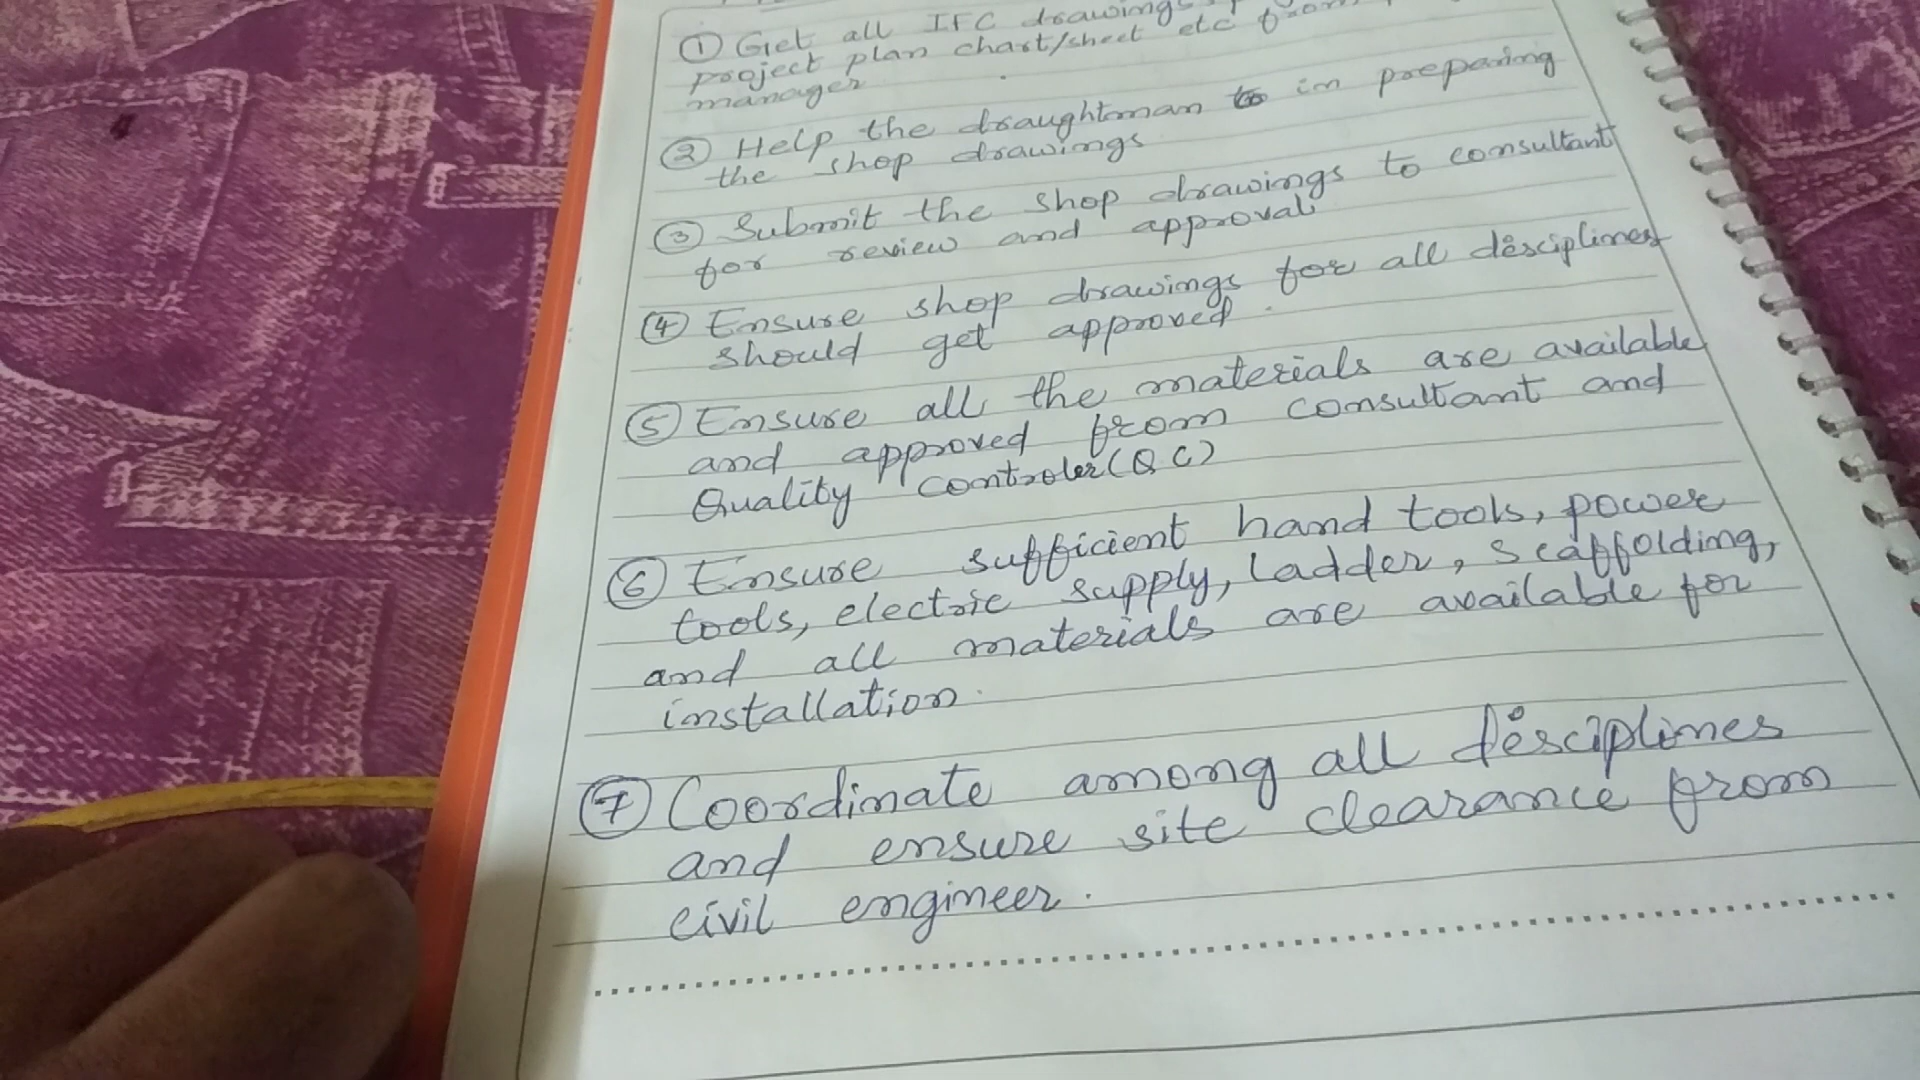 ① Get all IFC drawings
project plan chart/sheet etc from
manager
② Help the draughtman in preparing
the shop drawings
③ Submit the shop drawings to consultant
for review and approval
④ Ensure shop drawings for all desciplines
should get approved.
⑤ Ensure all the materials are available
and approved from consultant and
Quality controler (QC)
⑥ Ensure sufficient hand tools, power
tools, electric supply, Ladder, scaffolding,
and all materials are available for
installation.
⑦ Coordinate among all desciplines
and ensure site clearance from
civil engineer.